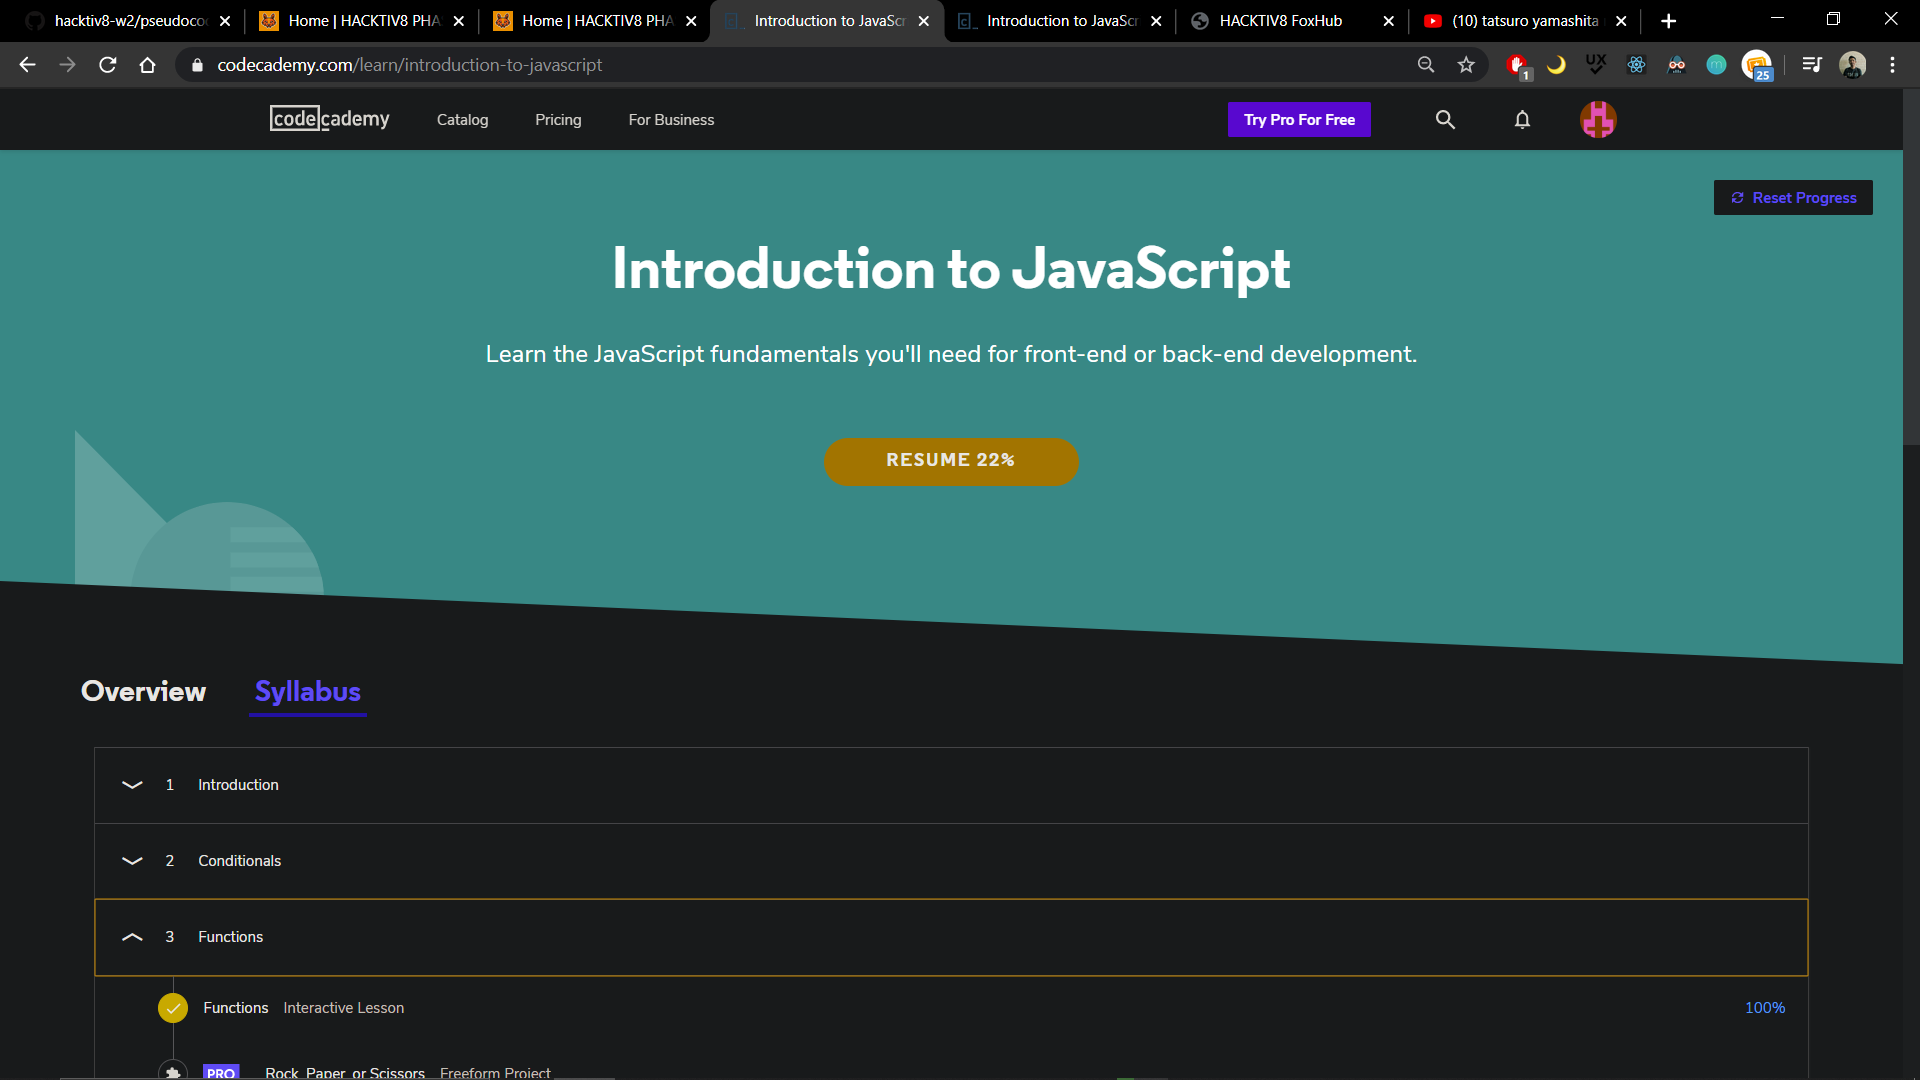 hacktiv8-w2/pseudoco
Home | HACKTIV8 PHA
Home | HACKTIV8 PHA
Introduction to JavaScr
Introduction to JavaScr
HACKTIV8 FoxHub
(10) tatsuro yamashita
codecademy.com/learn/introduction-to-javascript
1
UX
m
25
codecademy
Catalog
Pricing
For Business
Try Pro For Free
Reset Progress
Introduction to JavaScript
Learn the JavaScript fundamentals you'll need for front-end or back-end development.
RESUME 22%
Overview
Syllabus
1 Introduction
2 Conditionals
3 Functions
Functions Interactive Lesson 100%
PRO Rock, Paper, or Scissors Freeform Project